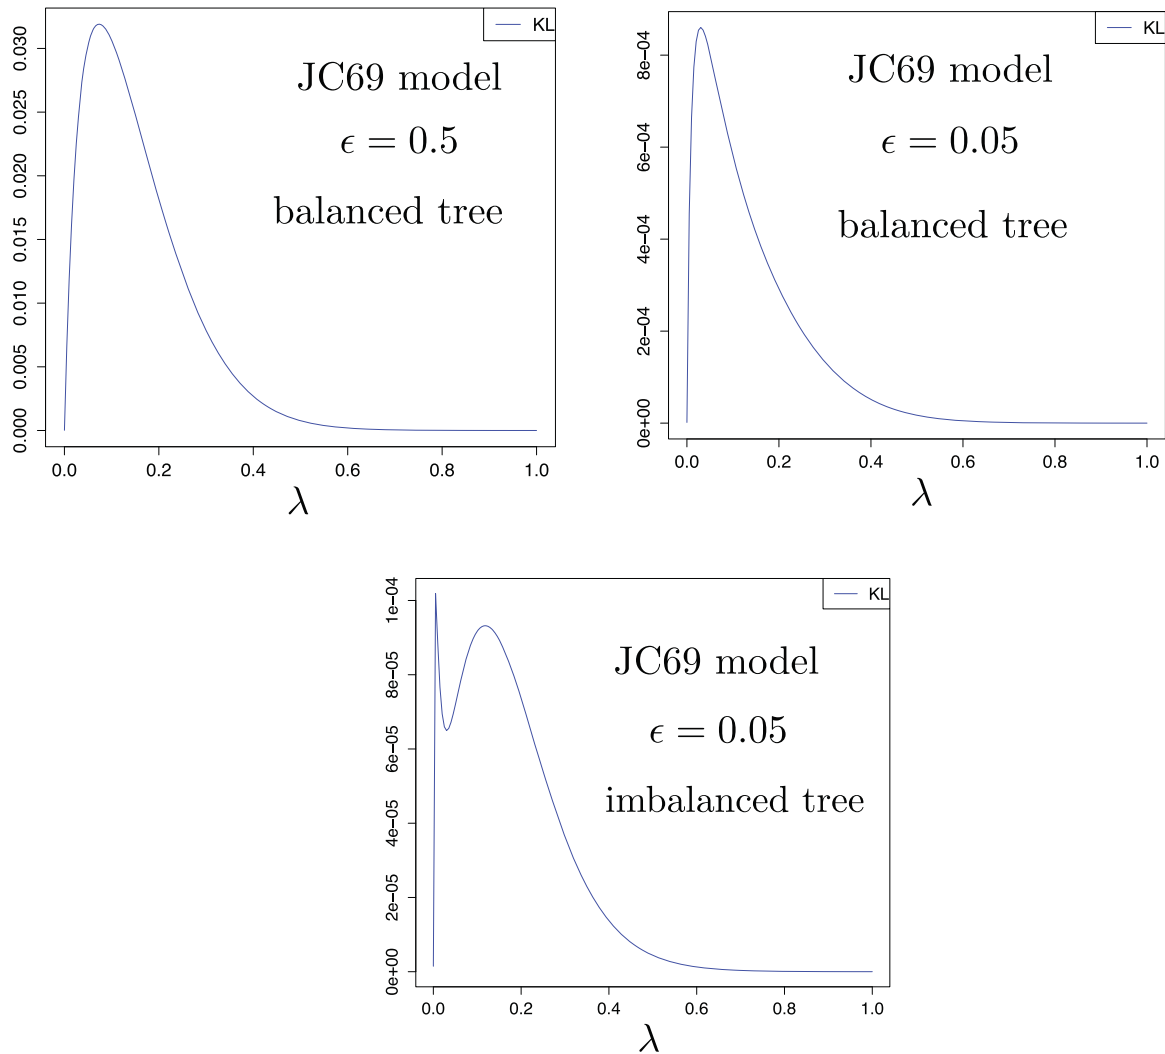 KL
JC69 model
ϵ = 0.5
balanced tree
0.030
0.025
0.020
0.015
0.010
0.005
0.000
0.0 0.2 0.4 0.6 0.8 1.0
λ
KL
JC69 model
ϵ = 0.05
balanced tree
8e−04
6e−04
4e−04
2e−04
0e+00
0.0 0.2 0.4 0.6 0.8 1.0
λ
KL
JC69 model
ϵ = 0.05
imbalanced tree
1e−04
8e−05
6e−05
4e−05
2e−05
0e+00
0.0 0.2 0.4 0.6 0.8 1.0
λ